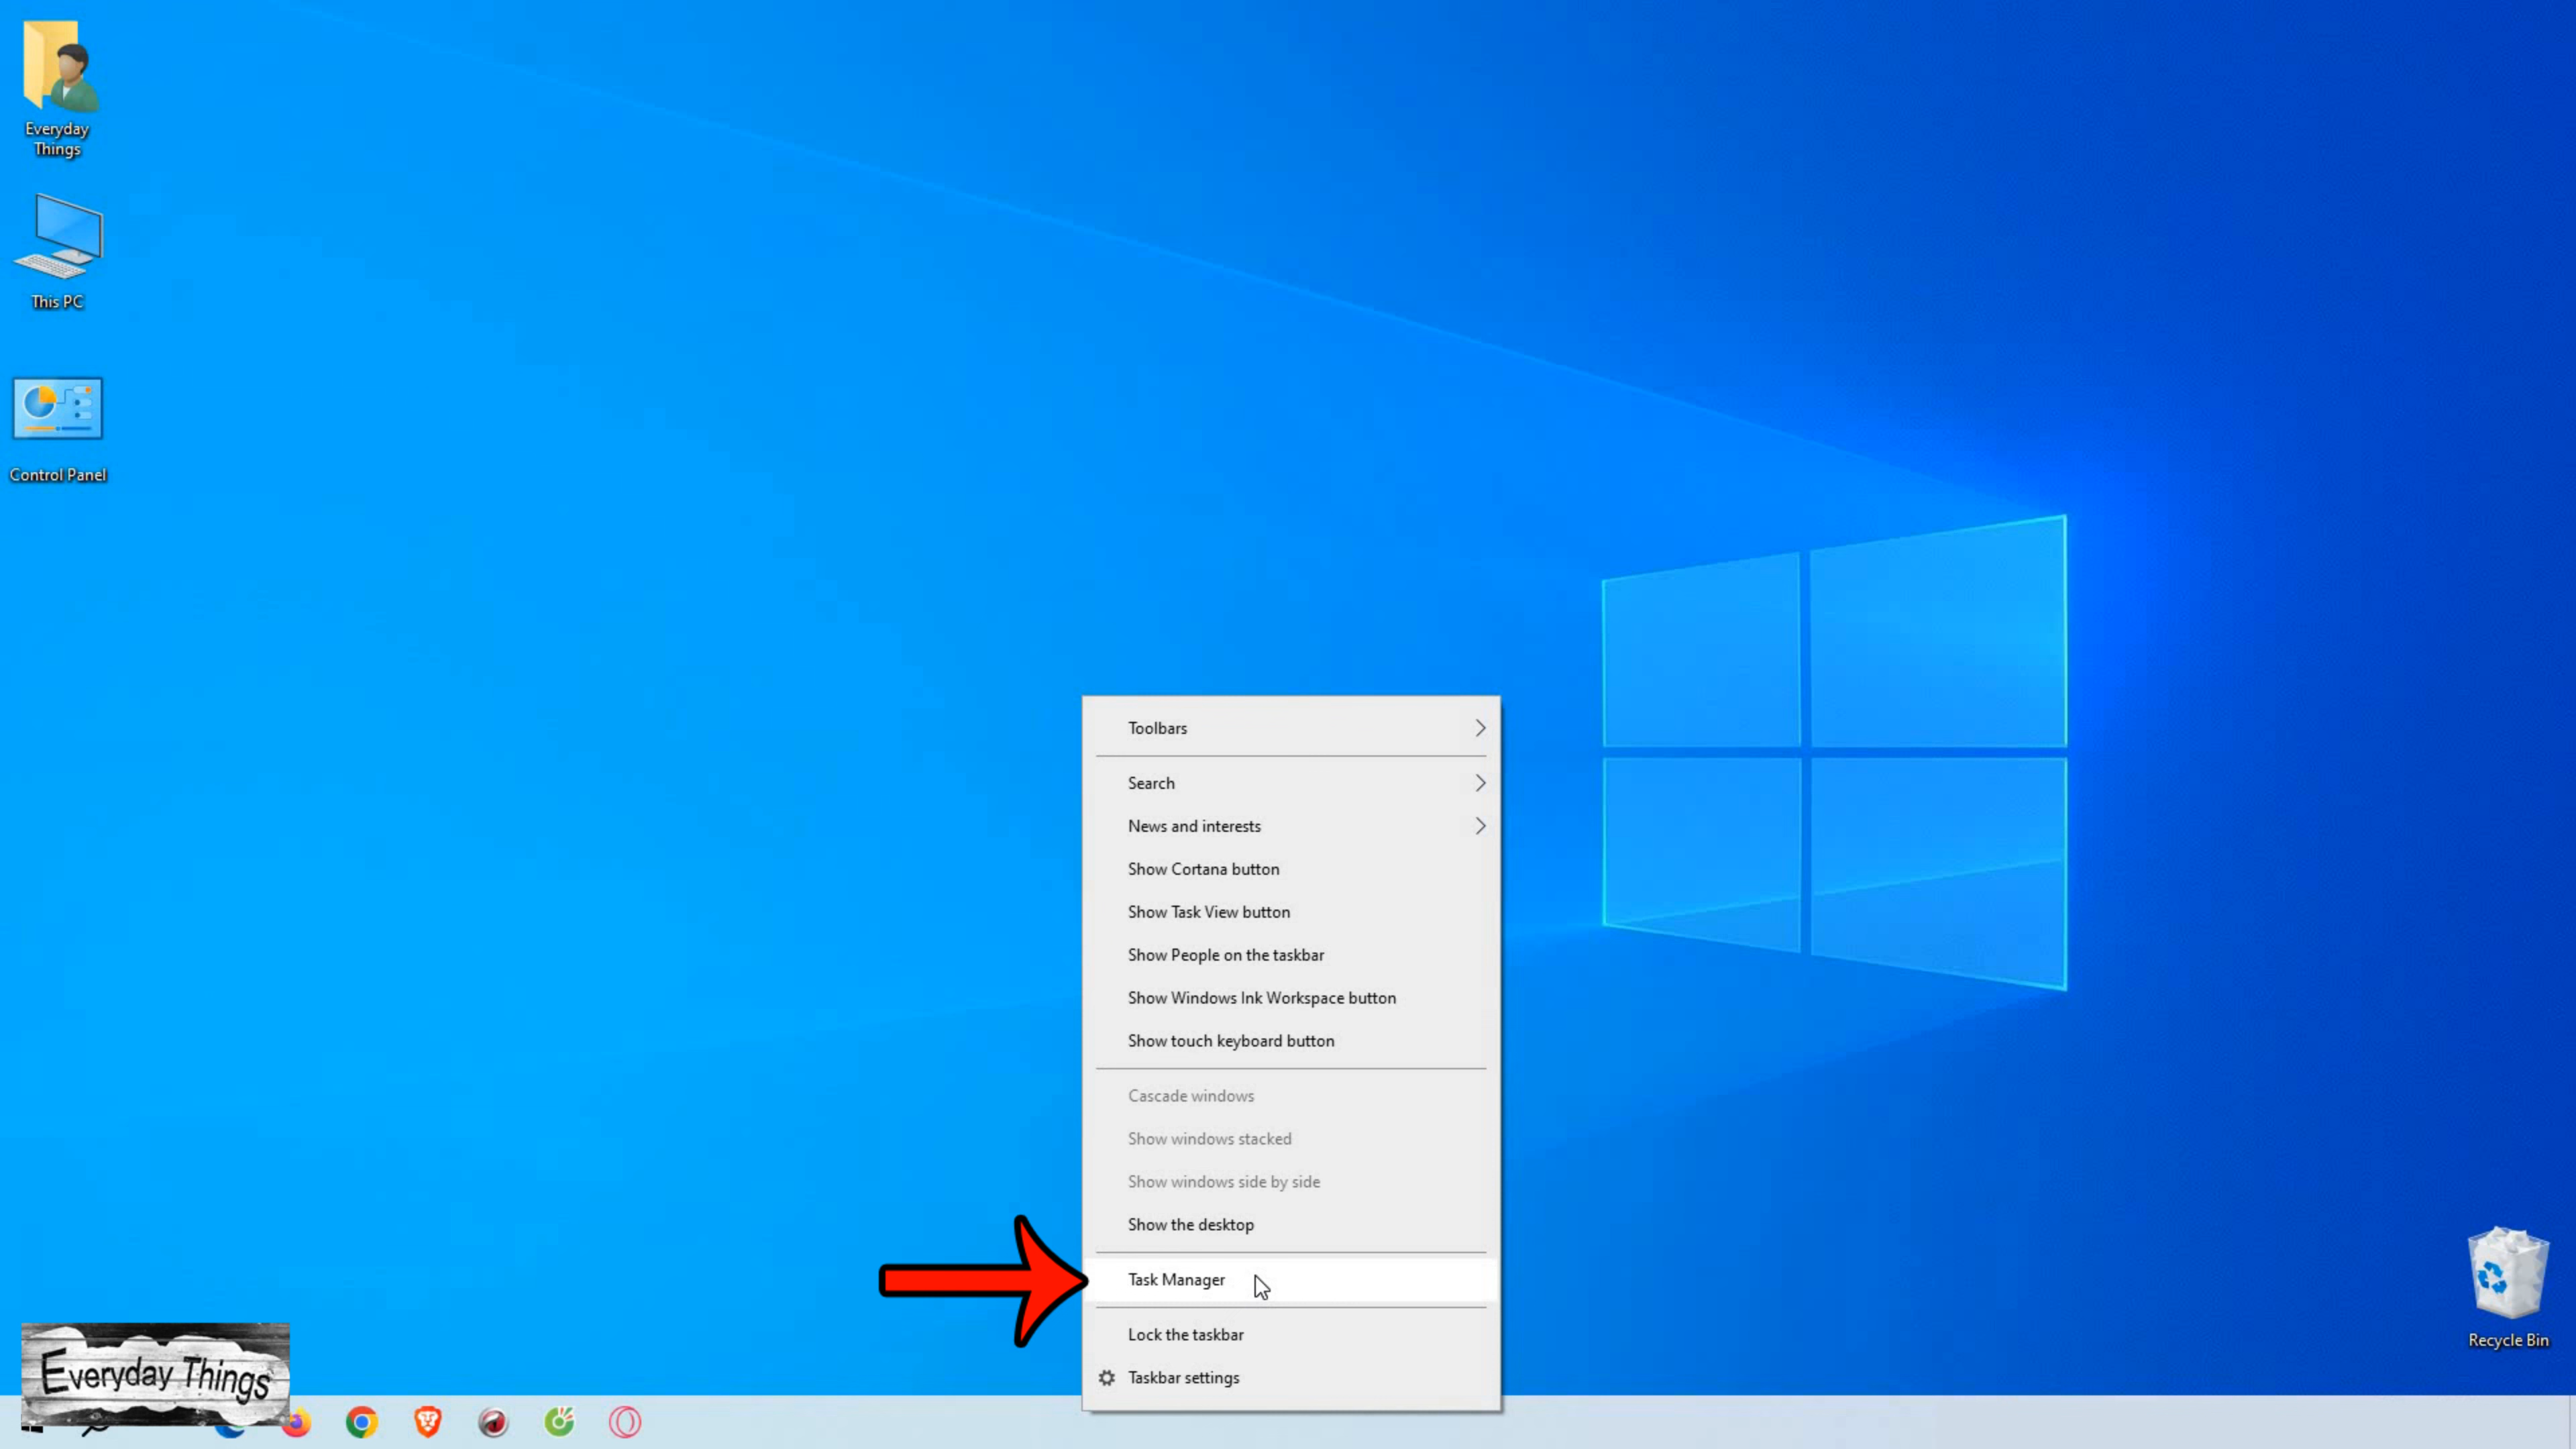 Everyday
Things
This PC
Control Panel
Toolbars
Search
News and interests
Show Cortana button
Show Task View button
Show People on the taskbar
Show Windows Ink Workspace button
Show touch keyboard button
Cascade windows
Show windows stacked
Show windows side by side
Show the desktop
Task Manager
Lock the taskbar
Taskbar settings
Recycle Bin
Everyday Things